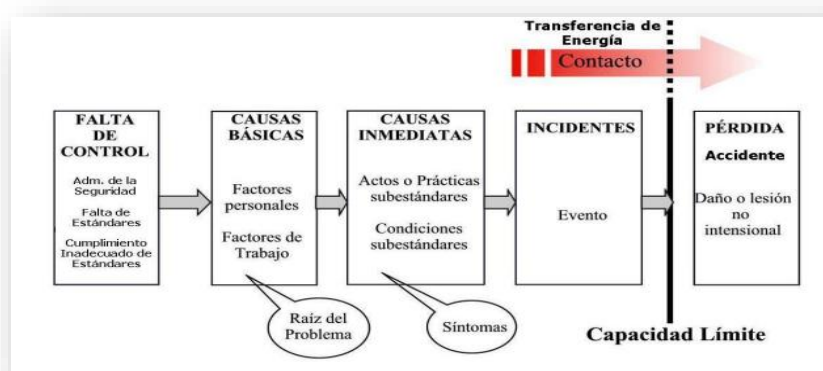 Transferencia de
Energía
Contacto
FALTA
DE
CONTROL
Adm. de la
Seguridad
Falta de
Estándares
Cumplimiento
Inadecuado de
Estándares
CAUSAS
BÁSICAS
Factores
personales
Factores de
Trabajo
Raíz del
Problema
CAUSAS
INMEDIATAS
Actos o Prácticas
subestándares
Condiciones
subestándares
Síntomas
INCIDENTES
Evento
PÉRDIDA
Accidente
Daño o lesión
no
intensional
Capacidad Límite